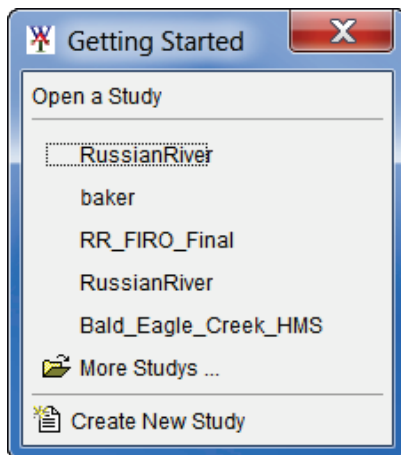 Getting Started
Open a Study
RussianRiver
baker
RR_FIRO_Final
RussianRiver
Bald_Eagle_Creek_HMS
More Studys ...
Create New Study